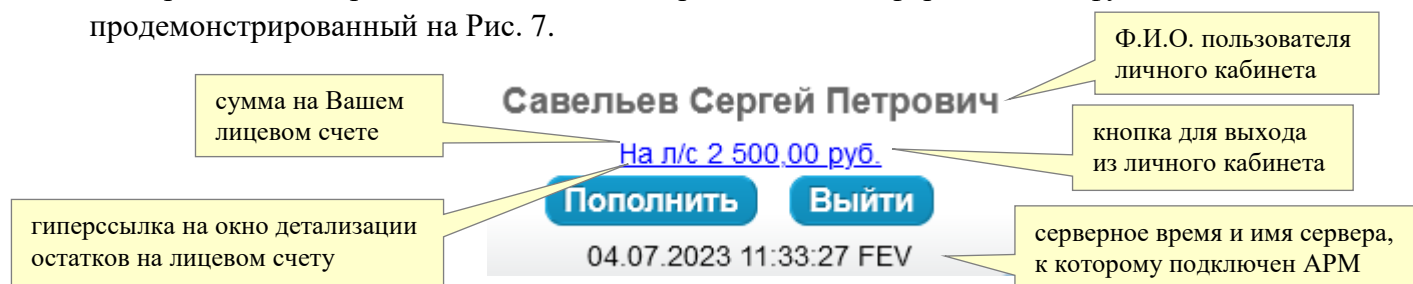 продемонстрированный на Рис. 7.
Ф.И.О. пользователя
личного кабинета
сумма на Вашем
лицевом счете
Савельев Сергей Петрович
кнопка для выхода
из личного кабинета
На л/с 2 500,00 руб.
Пополнить Выйти
гиперссылка на окно детализации
остатков на лицевом счету
04.07.2023 11:33:27 FEV
серверное время и имя сервера,
к которому подключен АРМ